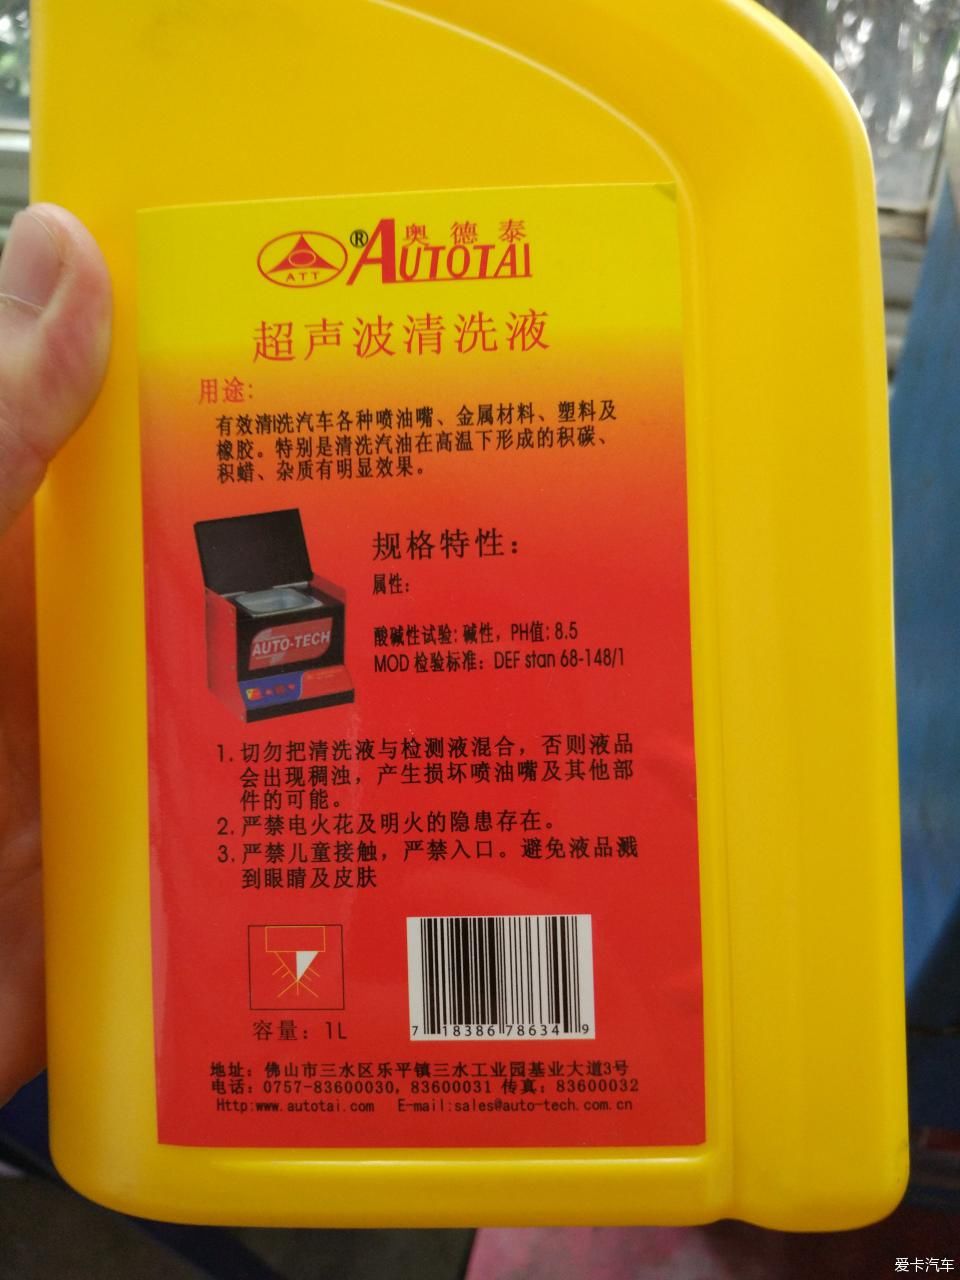 奥德泰
ATT ®AUTOTAI
超声波清洗液
用途:
有效清洗汽车各种喷油嘴、金属材料、塑料及
橡胶。特别是清洗汽油在高温下形成的积碳、
积蜡、杂质有明显效果。
规格特性：
属性：
AUTO-TECH
酸碱性试验: 碱性，PH值: 8.5
MOD 检验标准：DEF stan 68-148/1
1. 切勿把清洗液与检测液混合，否则液品
会出现稠浊，产生损坏喷油嘴及其他部
件的可能。
2. 严禁电火花及明火的隐患存在。
3. 严禁儿童接触，严禁入口。避免液品溅
到眼睛及皮肤
容量：1L
7 18386 78634 9
地址：佛山市三水区乐平镇三水工业园基业大道3号
电话：0757-83600030, 83600031 传真：83600032
Http:www.autotai.com E-mail:sales@auto-tech.com.cn
爱卡汽车